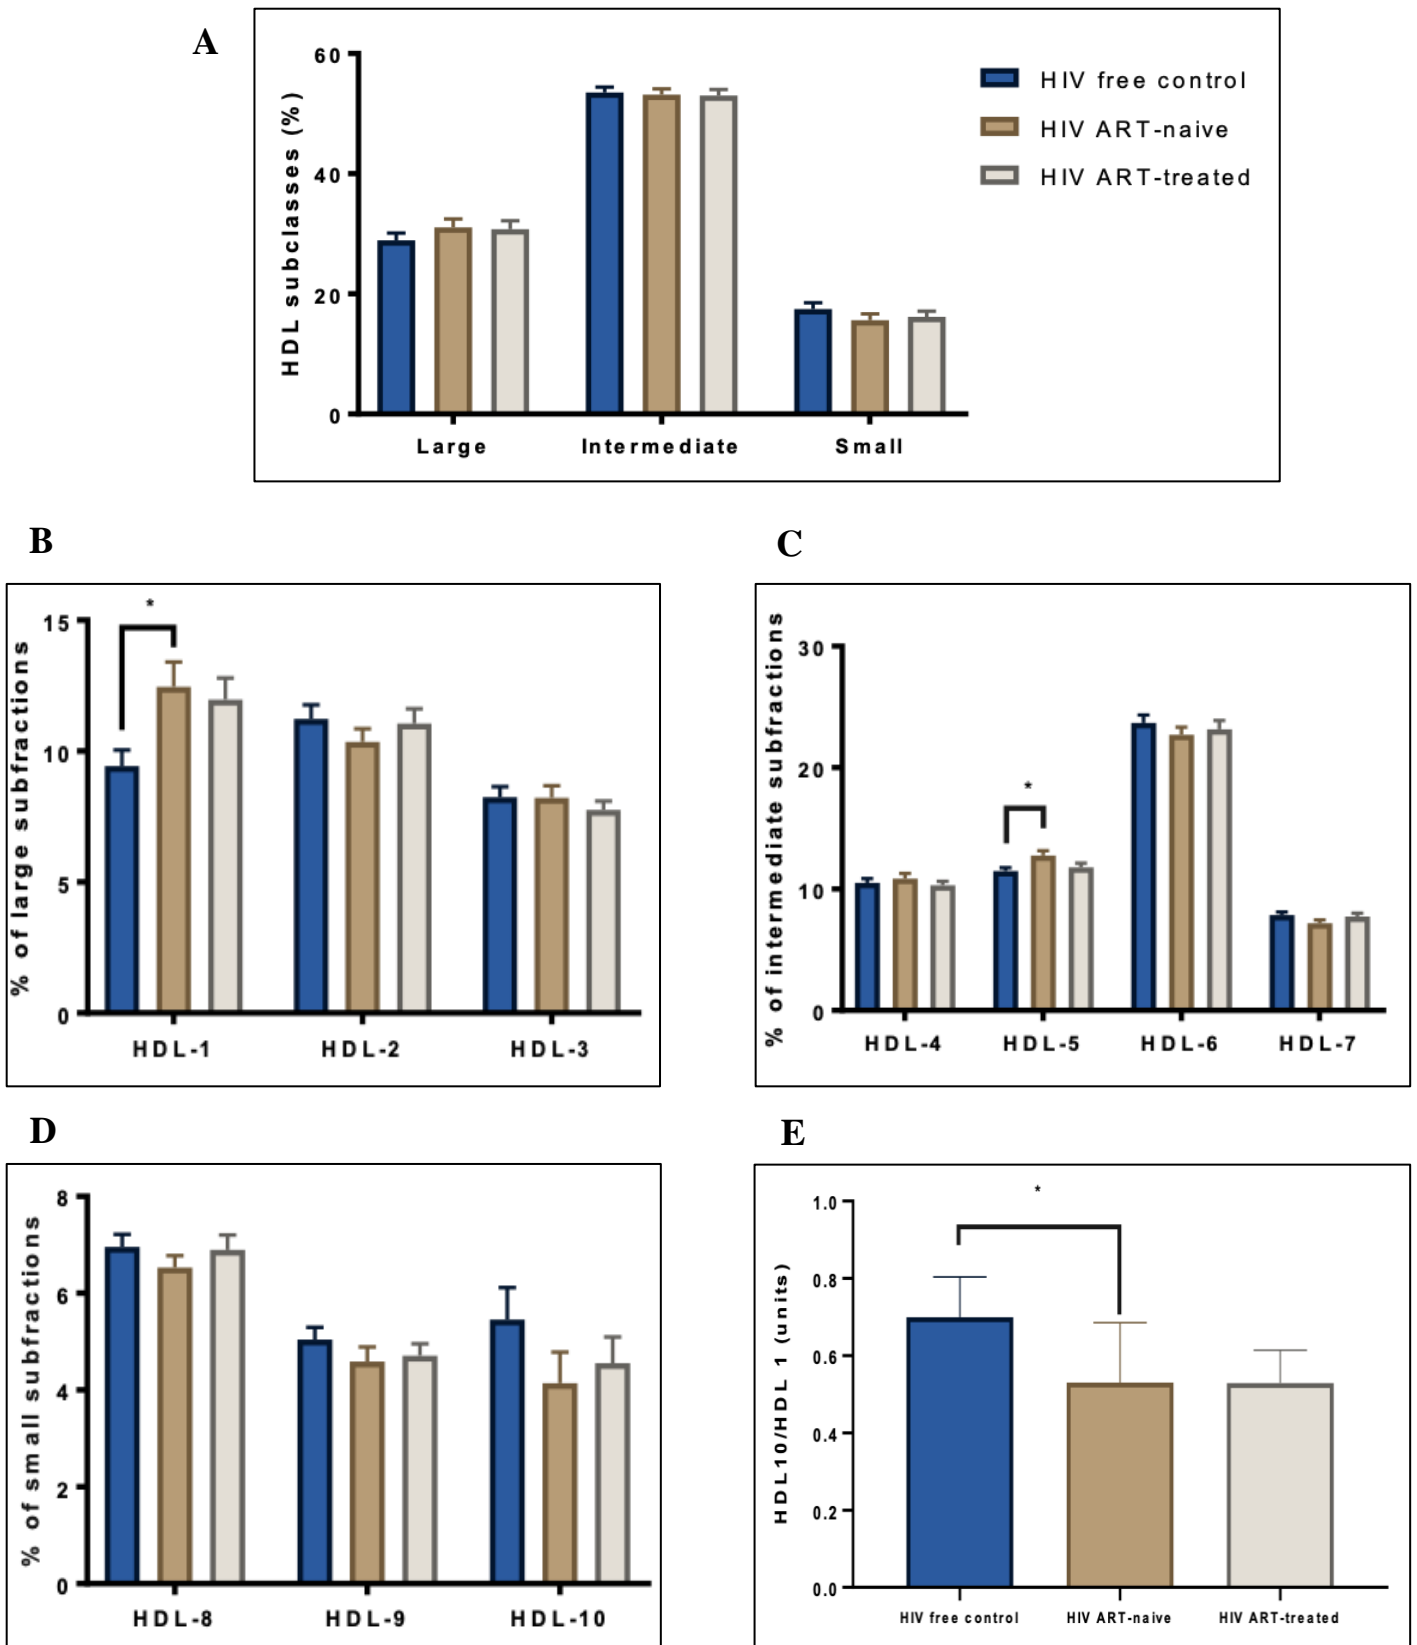 A
HDL subclasses (%)
60
40
20
0
Large Intermediate Small
HIV free control
HIV ART-naive
HIV ART-treated
B
*
% of large subfractions
15
10
5
0
HDL-1 HDL-2 HDL-3
C
*
% of intermediate subfractions
30
20
10
0
HDL-4 HDL-5 HDL-6 HDL-7
D
% of small subfractions
8
6
4
2
0
HDL-8 HDL-9 HDL-10
E
*
HDL10/HDL 1 (units)
1.0
0.8
0.6
0.4
0.2
0.0
HIV free control HIV ART-naive HIV ART-treated